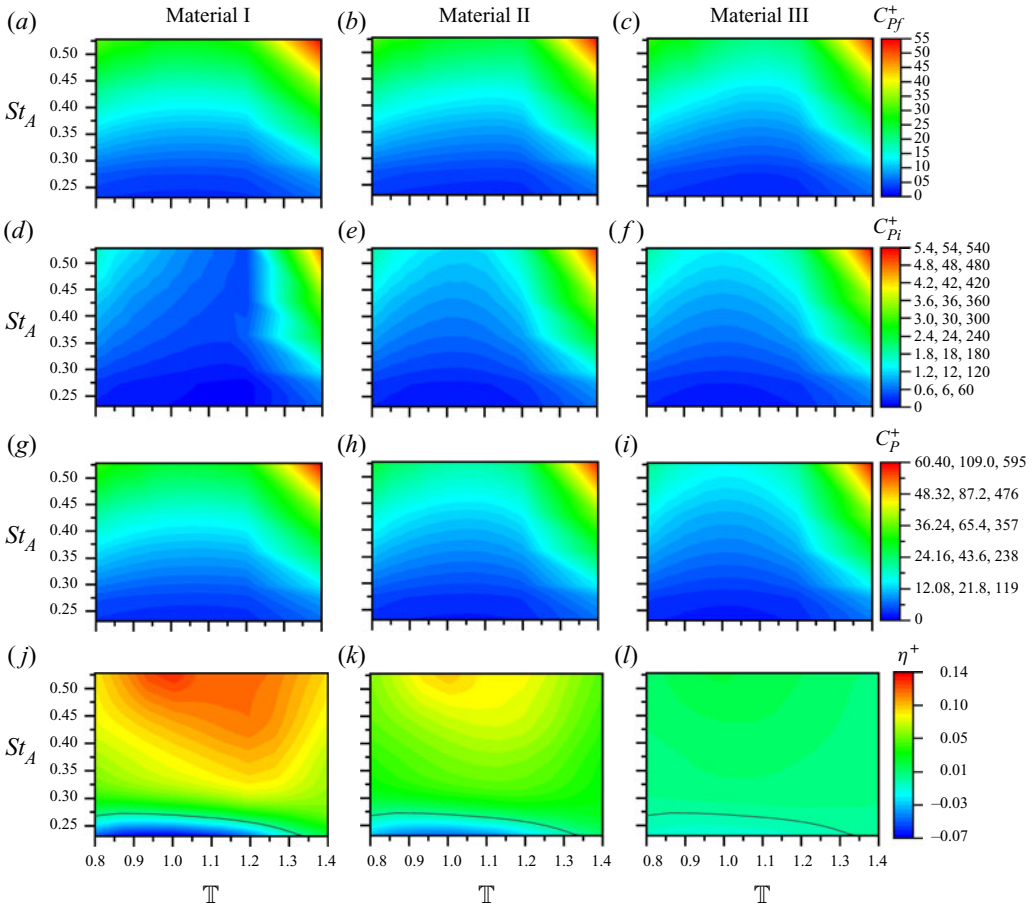 Material I Material II Material III
(a) (b) (c) C⁺Pf
StA 0.50 0.45 0.40 0.35 0.30 0.25
55 50 45 40 35 30 25 20 15 10 05 0
(d) (e) (f) C⁺Pi
StA 0.50 0.45 0.40 0.35 0.30 0.25
5.4, 54, 540
4.8, 48, 480
4.2, 42, 420
3.6, 36, 360
3.0, 30, 300
2.4, 24, 240
1.8, 18, 180
1.2, 12, 120
0.6, 6, 60
0
(g) (h) (i) C⁺P
StA 0.50 0.45 0.40 0.35 0.30 0.25
60.40, 109.0, 595
48.32, 87.2, 476
36.24, 65.4, 357
24.16, 43.6, 238
12.08, 21.8, 119
0
(j) (k) (l) η⁺
StA 0.50 0.45 0.40 0.35 0.30 0.25
0.14
0.10
0.05
0.01
–0.03
–0.07
0.8 0.9 1.0 1.1 1.2 1.3 1.4 0.8 0.9 1.0 1.1 1.2 1.3 1.4 0.8 0.9 1.0 1.1 1.2 1.3 1.4
𝕋 𝕋 𝕋